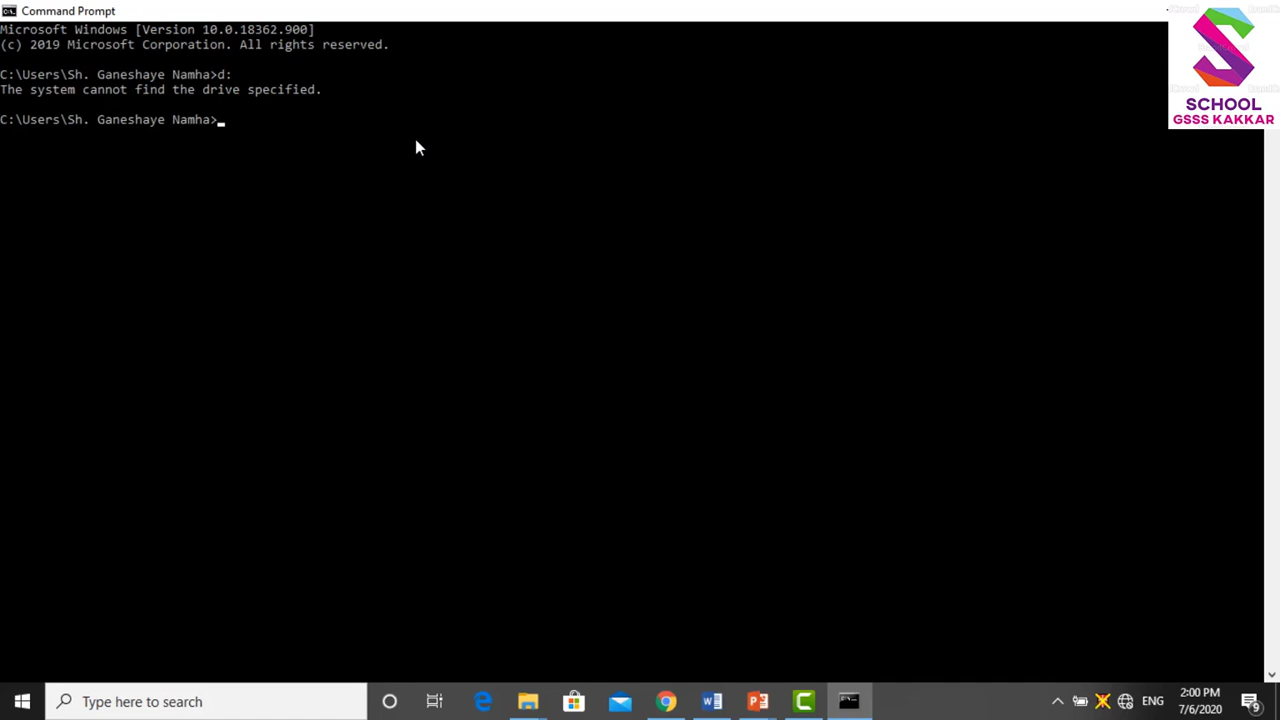 Command Prompt
Microsoft Windows [Version 10.0.18362.900]
(c) 2019 Microsoft Corporation. All rights reserved.
C:\Users\Sh. Ganeshaye Namha>d:
The system cannot find the drive specified.
C:\Users\Sh. Ganeshaye Namha>
SCHOOL
GSSS KAKKAR
Type here to search
ENG
2:00 PM
7/6/2020
9